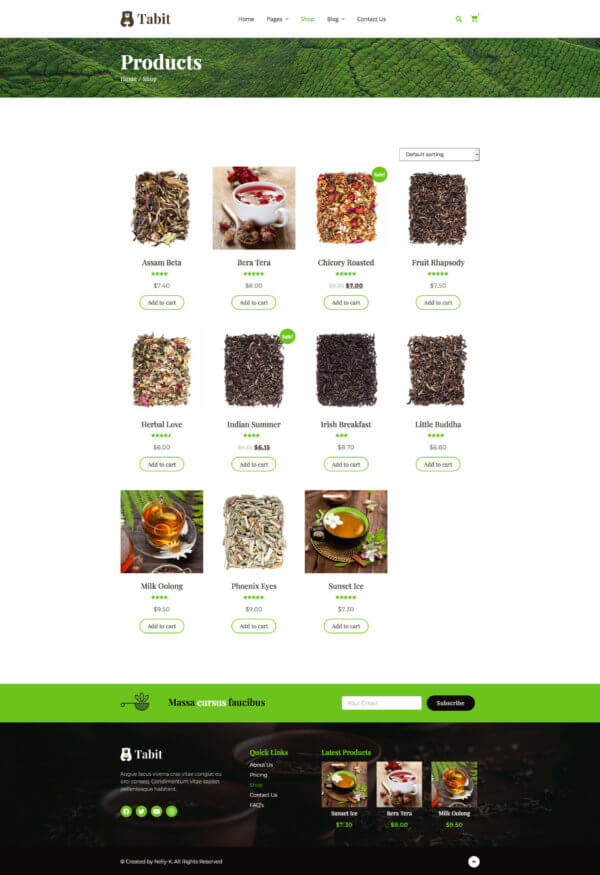 Tabit
Home Pages Shop Blog Contact Us
Products
Home / Shop
Default sorting
Sale!
Assam Beta
Bera Tera
Chicory Roasted
Fruit Rhapsody
$7.40
$8.00
$7.00
$7.50
Add to cart
Add to cart
Add to cart
Add to cart
Sale!
Herbal Love
Indian Summer
Irish Breakfast
Little Buddha
$6.00
$6.15
$8.70
$6.80
Add to cart
Add to cart
Add to cart
Add to cart
Milk Oolong
Phoenix Eyes
Sunset Ice
$9.50
$9.00
$7.30
Add to cart
Add to cart
Add to cart
Massa cursus faucibus
Your Email
Subscribe
Tabit
Augue lacus viverra cras vitae congue eu
orci conseq. Condimentum vitae sapien
pellentesque habitant.
Quick Links
About Us
Pricing
Shop
Contact Us
FAQ's
Latest Products
Sunset Ice
Bera Tera
Milk Oolong
$7.30
$8.00
$9.50
© Created by Nefiy-K. All Rights Reserved